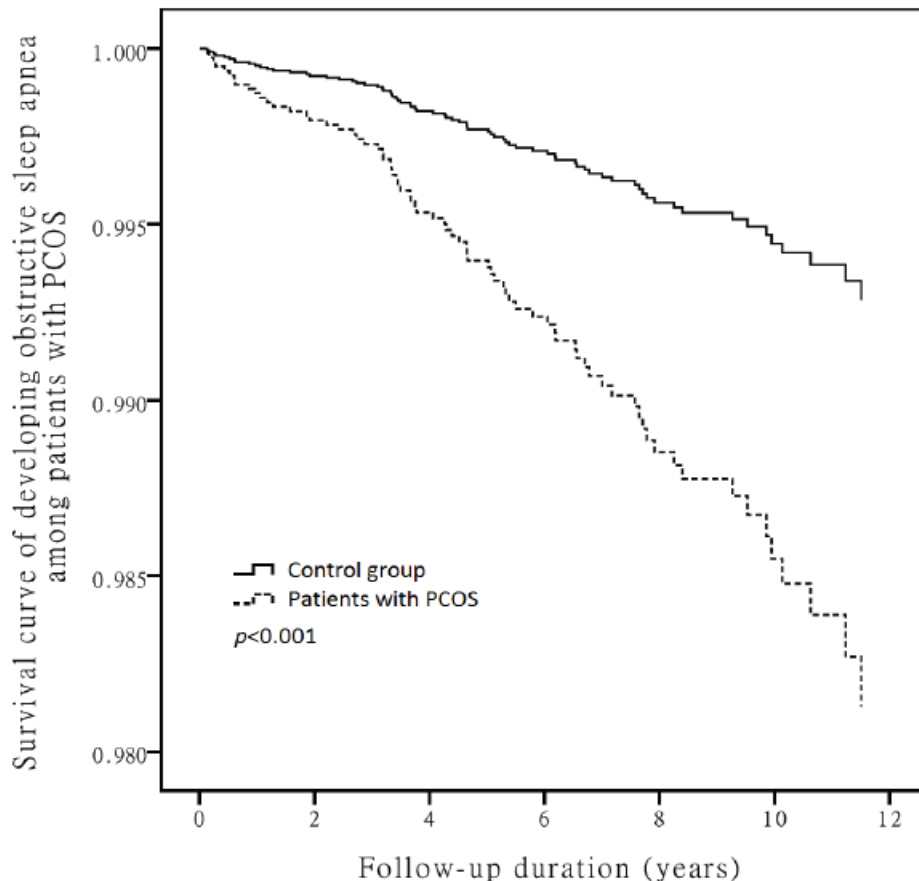 Survival curve of developing obstructive sleep apnea
among patients with PCOS
1.000
0.995
0.990
0.985
0.980
Control group
Patients with PCOS
p<0.001
0 2 4 6 8 10 12
Follow-up duration (years)